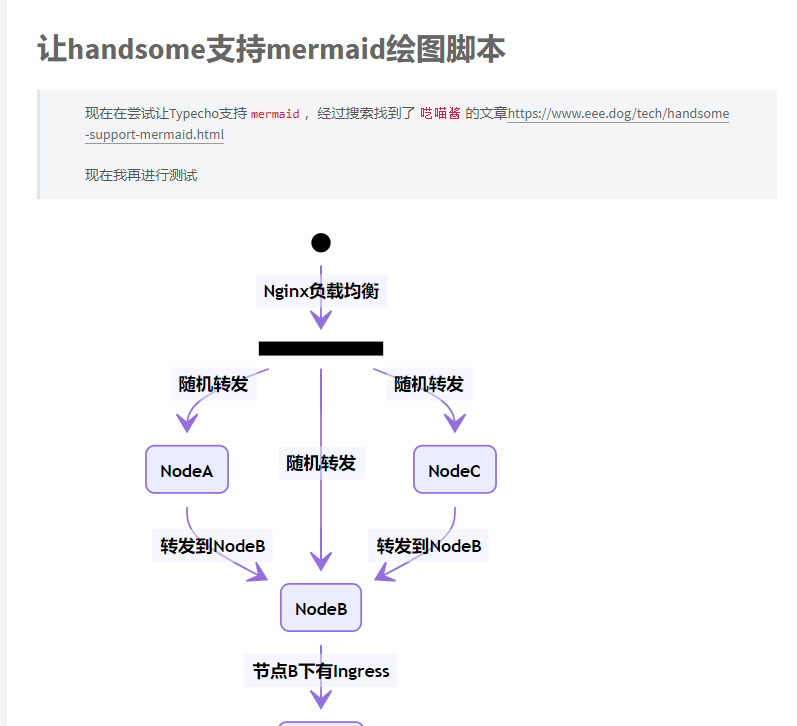 让handsome支持mermaid绘图脚本
现在在尝试让Typecho支持 mermaid ，经过搜索找到了 呓喵酱 的文章https://www.eee.dog/tech/handsome
-support-mermaid.html
现在我再进行测试
Nginx负载均衡
随机转发
随机转发
随机转发
NodeA
NodeC
转发到NodeB
转发到NodeB
NodeB
节点B下有Ingress